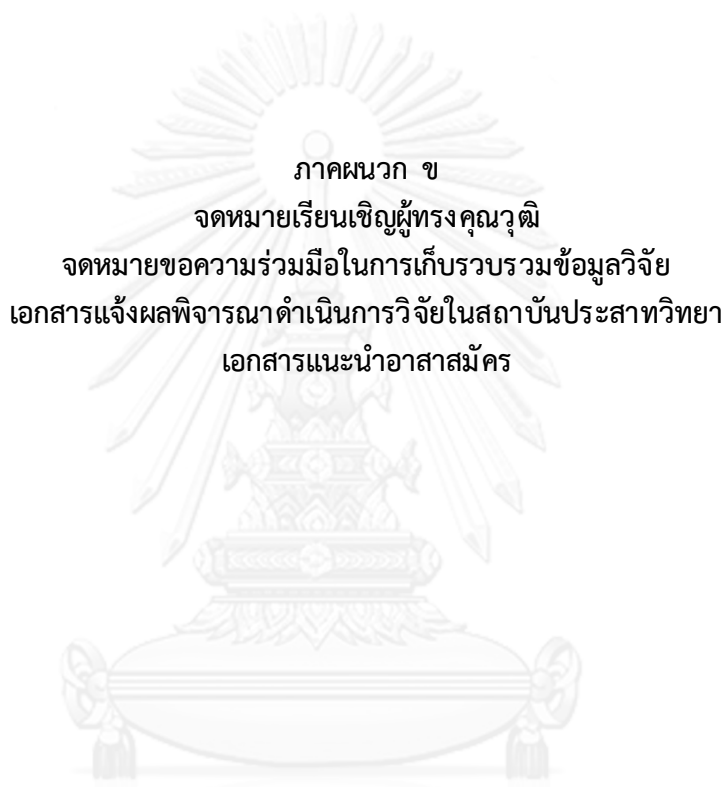 ภาคผนวก ข
จดหมายเรียนเชิญผู้ทรงคุณวุฒิ
จดหมายขอความร่วมมือในการเก็บรวบรวมข้อมูลวิจัย
เอกสารแจ้งผลพิจารณาดำเนินการวิจัยในสถาบันประสาทวิทยา
เอกสารแนะนำอาสาสมัคร